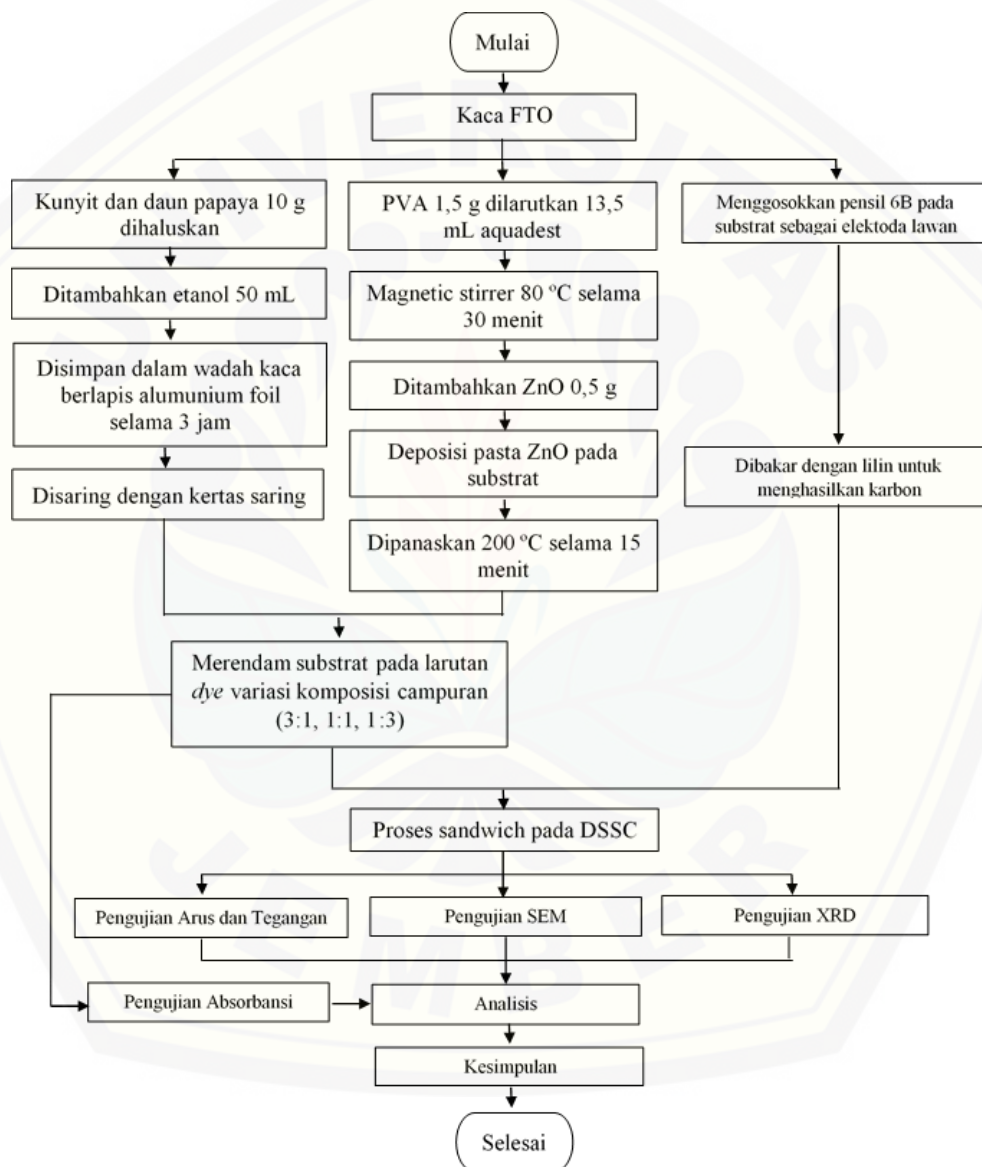 Mulai
Kaca FTO
Kunyit dan daun papaya 10 g
dihaluskan
Ditambahkan etanol 50 mL
Disimpan dalam wadah kaca
berlapis alumunium foil
selama 3 jam
Disaring dengan kertas saring
PVA 1,5 g dilarutkan 13,5
mL aquadest
Magnetic stirrer 80 ºC selama
30 menit
Ditambahkan ZnO 0,5 g
Deposisi pasta ZnO pada
substrat
Dipanaskan 200 ºC selama 15
menit
Menggosokkan pensil 6B pada
substrat sebagai elektoda lawan
Dibakar dengan lilin untuk
menghasilkan karbon
Merendam substrat pada larutan
dye variasi komposisi campuran
(3:1, 1:1, 1:3)
Proses sandwich pada DSSC
Pengujian Arus dan Tegangan
Pengujian SEM
Pengujian XRD
Pengujian Absorbansi
Analisis
Kesimpulan
Selesai
UNIVERSITAS
JEMBER